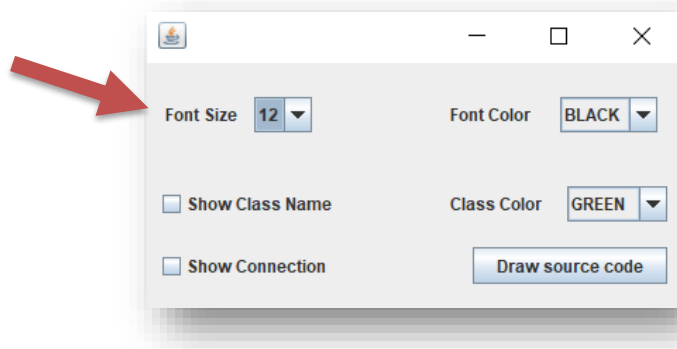 Font Size 12 Font Color BLACK
Show Class Name Class Color GREEN
Show Connection Draw source code